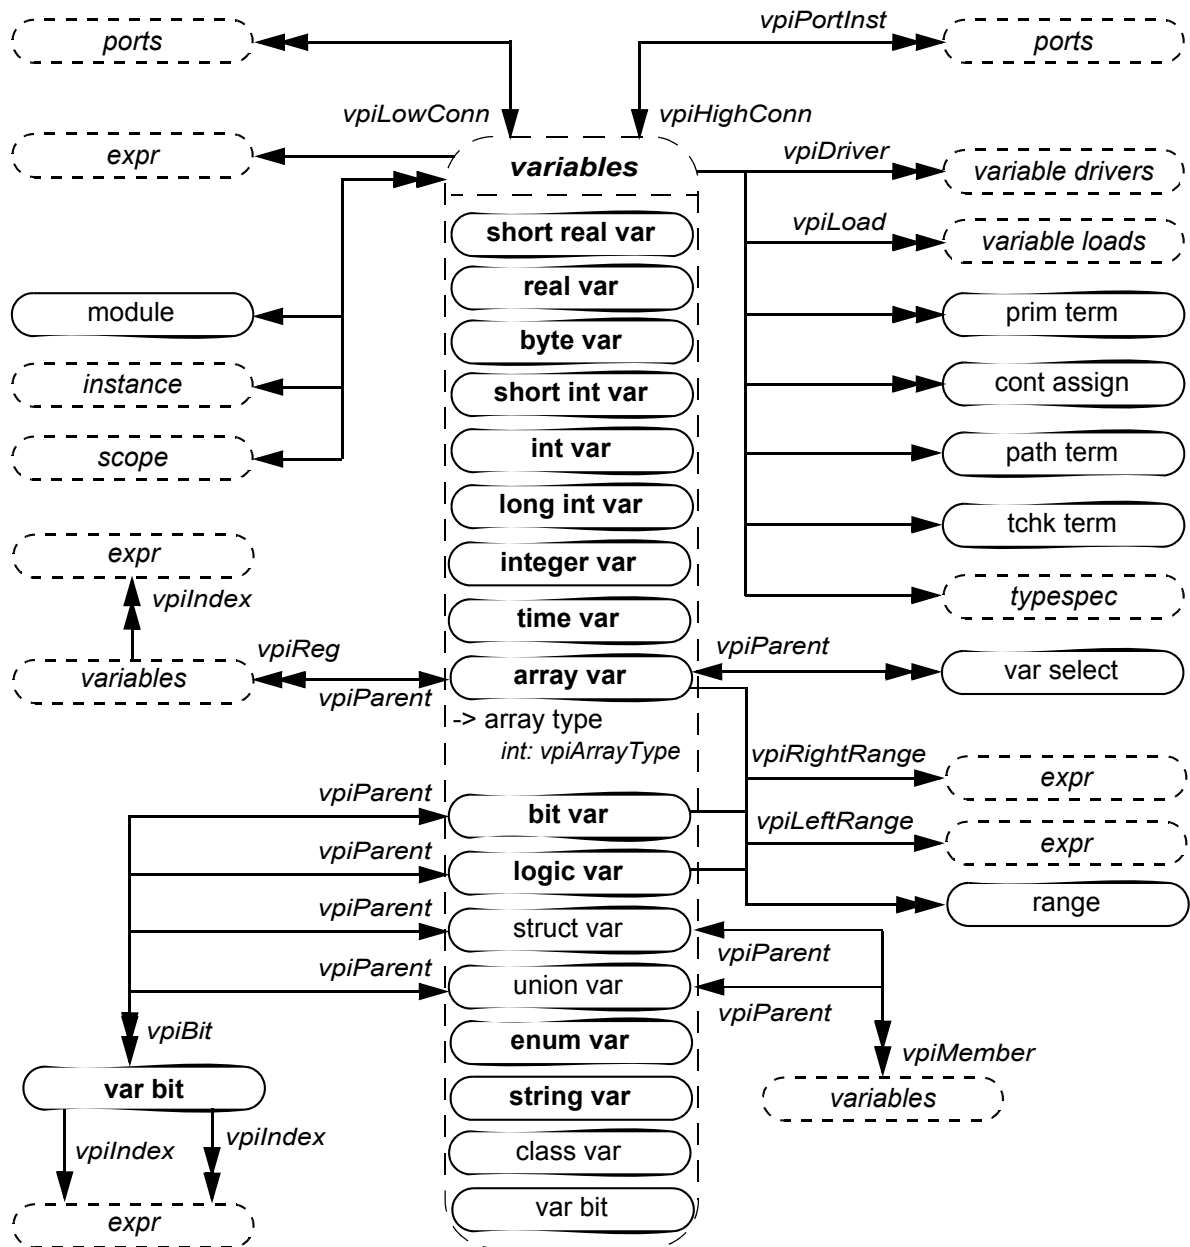 ports
vpiPortInst
ports
vpiLowConn
vpiHighConn
expr
variables
vpiDriver
variable drivers
short real var
vpiLoad
variable loads
real var
module
prim term
byte var
instance
short int var
cont assign
scope
int var
path term
long int var
tchk term
expr
integer var
vpiIndex
typespec
time var
vpiReg
vpiParent
variables
array var
var select
vpiParent
-> array type
int: vpiArrayType
vpiRightRange
expr
vpiParent
bit var
vpiLeftRange
expr
vpiParent
logic var
range
vpiParent
struct var
vpiParent
vpiParent
union var
vpiParent
vpiBit
enum var
vpiMember
var bit
string var
variables
vpiIndex
vpiIndex
class var
expr
var bit